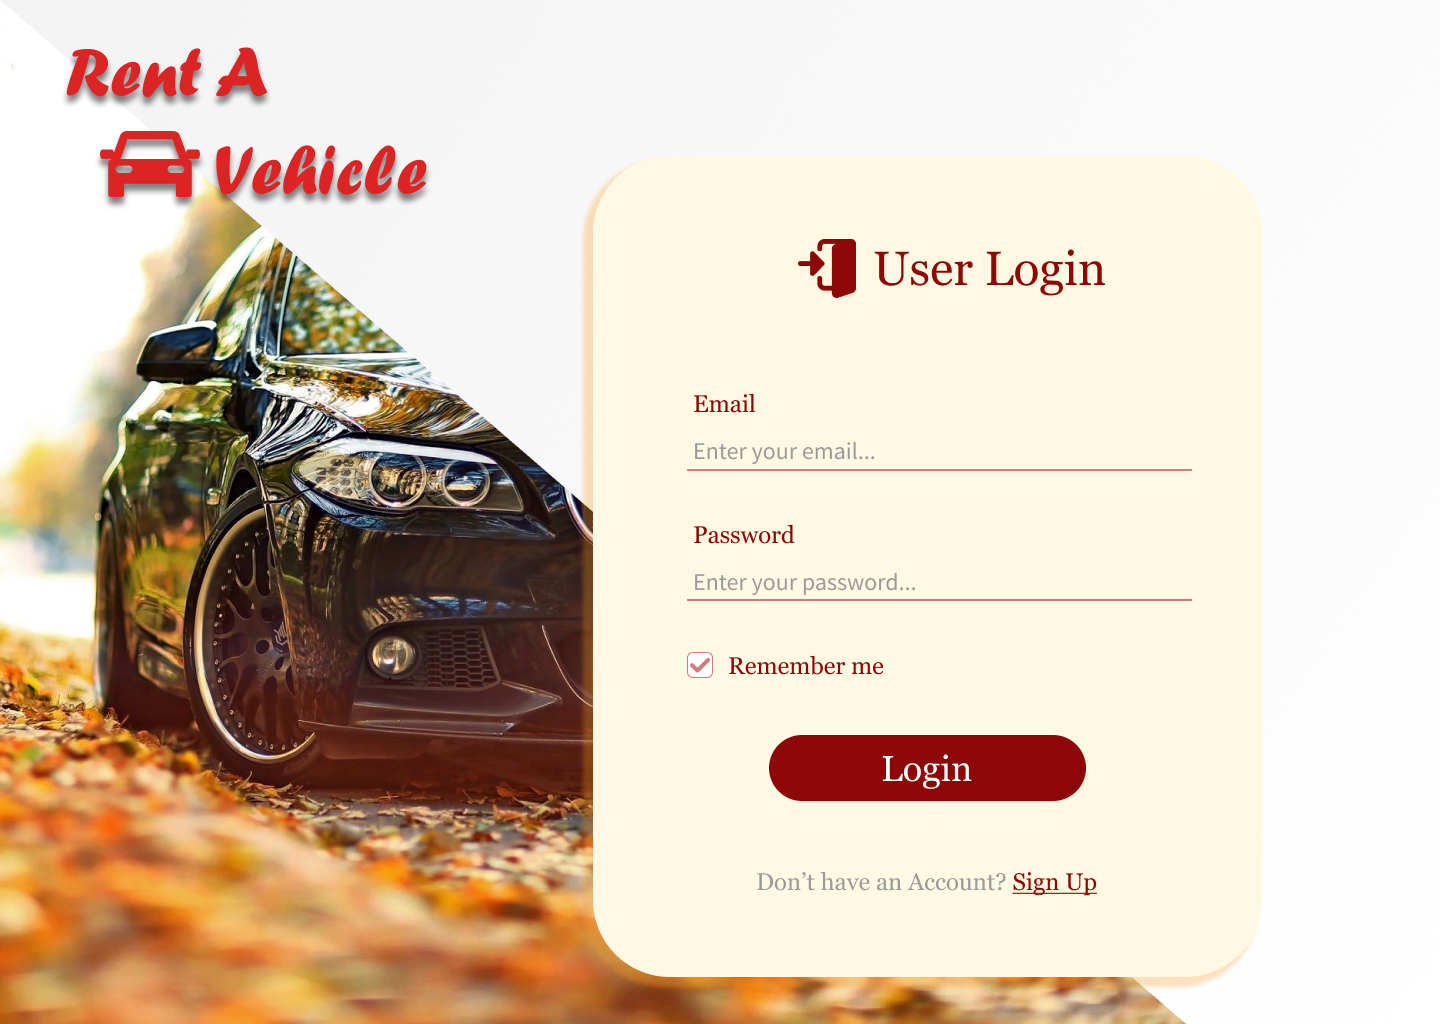 Rent A
Vehicle
User Login
Email
Enter your email...
Password
Enter your password...
Remember me
Login
Don’t have an Account? Sign Up